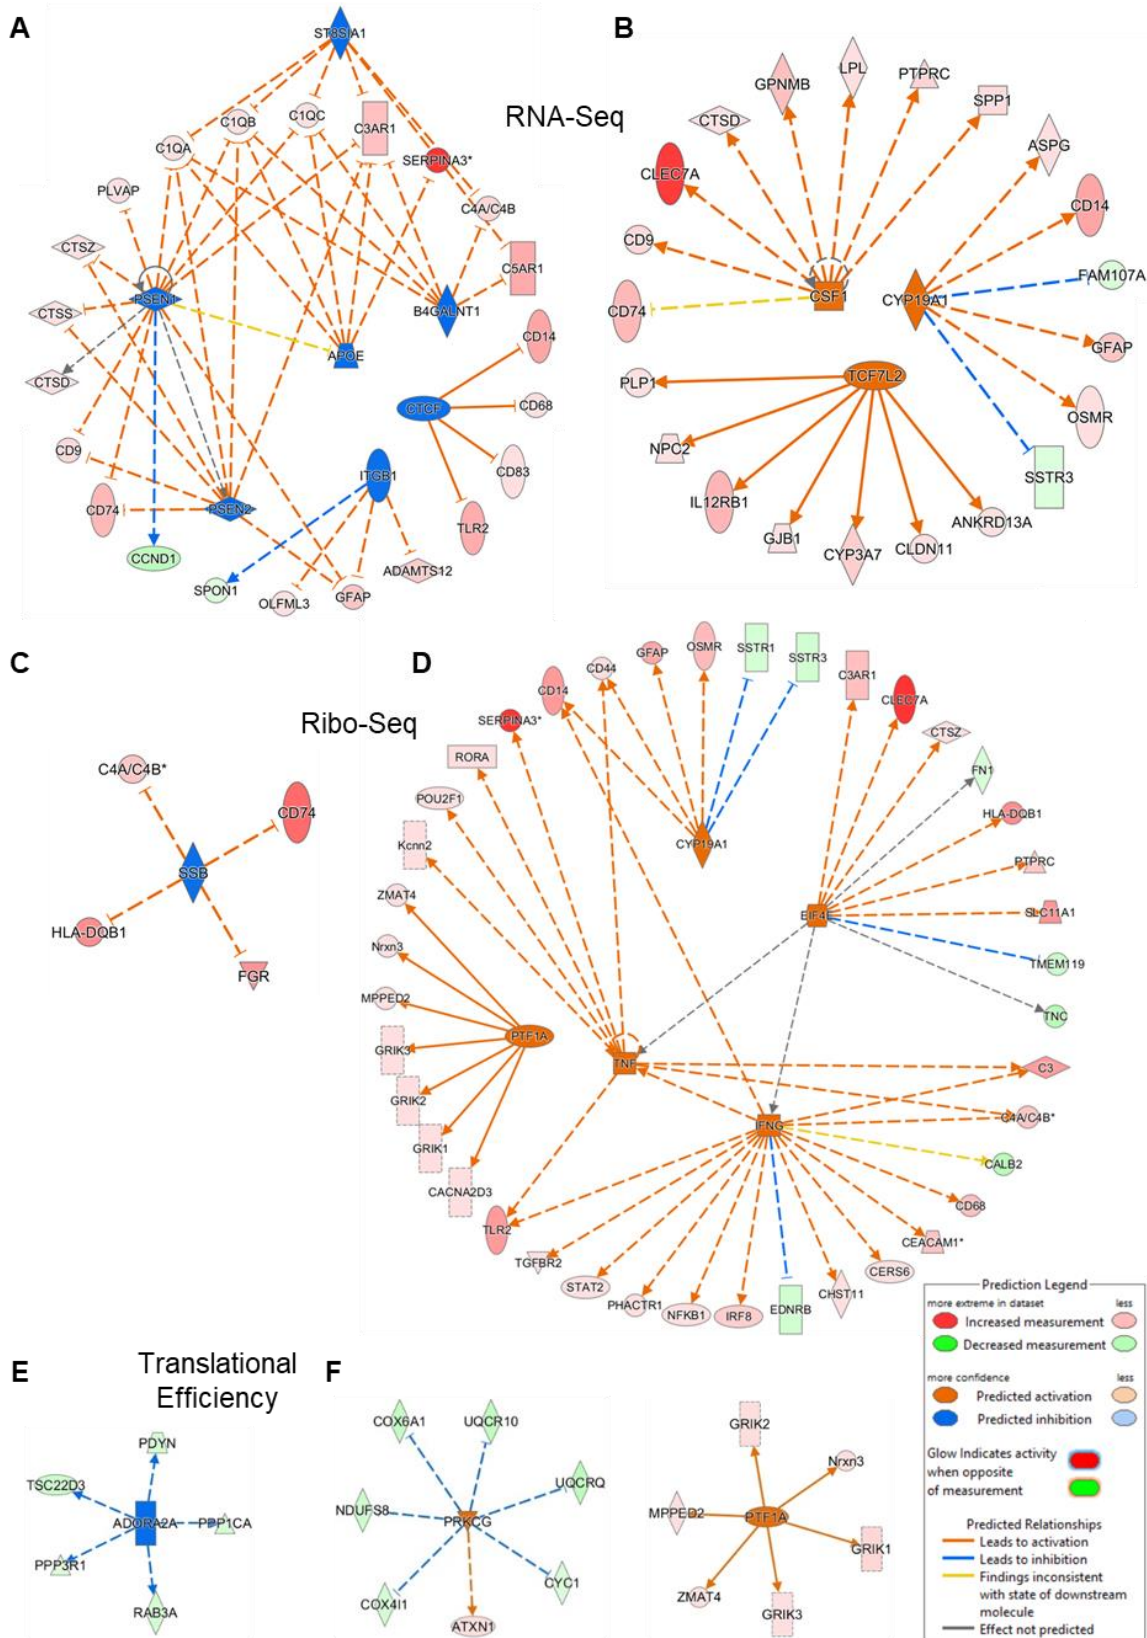 A
B
ST8SIA1
RNA-Seq
C1QA
C1QB
C1QC
C3AR1
SERPINA3*
C4A/C4B
C5AR1
PLVAP
CTSZ
CTSS
CTSD
PSEN1
APOE
B4GALNT1
CD14
CTCF
CD68
CD83
TLR2
CD9
CD74
PSEN2
ITGB1
CCND1
SPON1
OLFML3
GFAP
ADAMTS12
GPNMB
LPL
PTPRC
SPP1
CTSD
ASPG
CLEC7A
CD14
CD9
FAM107A
CSF1
CYP19A1
CD74
GFAP
PLP1
TCF7L2
OSMR
NPC2
SSTR3
IL12RB1
GJB1
CYP3A7
CLDN11
ANKRD13A
C
D
Ribo-Seq
C4A/C4B*
CD74
SSB
HLA-DQB1
FGR
SERPINA3*
CD14
CD44
GFAP
OSMR
SSTR1
SSTR3
C3AR1
CLEC7A
CTSZ
FN1
HLA-DQB1
PTPRC
SLC11A1
TMEM119
TNC
C3
C4A/C4B*
CALB2
CD68
CEACAM1*
CERS6
CHST11
EDNRB
IRF8
NFKB1
PHACTR1
STAT2
TGFBR2
TLR2
CACNA2D3
GRIK1
GRIK2
GRIK3
MPPED2
Nrxn3
ZMAT4
Kcnn2
POU2F1
RORA
CYP19A1
EIF4E
PTF1A
TNF
IFNG
E
Translational
Efficiency
F
PDYN
TSC22D3
ADORA2A
PPP1CA
PPP3R1
RAB3A
COX6A1
UQCR10
UQCRQ
NDUFS8
PRKCG
CYC1
COX4I1
ATXN1
GRIK2
Nrxn3
MPPED2
PTF1A
GRIK1
ZMAT4
GRIK3
Prediction Legend
more extreme in dataset less
Increased measurement
Decreased measurement
more confidence less
Predicted activation
Predicted inhibition
Glow Indicates activity
when opposite
of measurement
Predicted Relationships
Leads to activation
Leads to inhibition
Findings inconsistent
with state of downstream
molecule
Effect not predicted